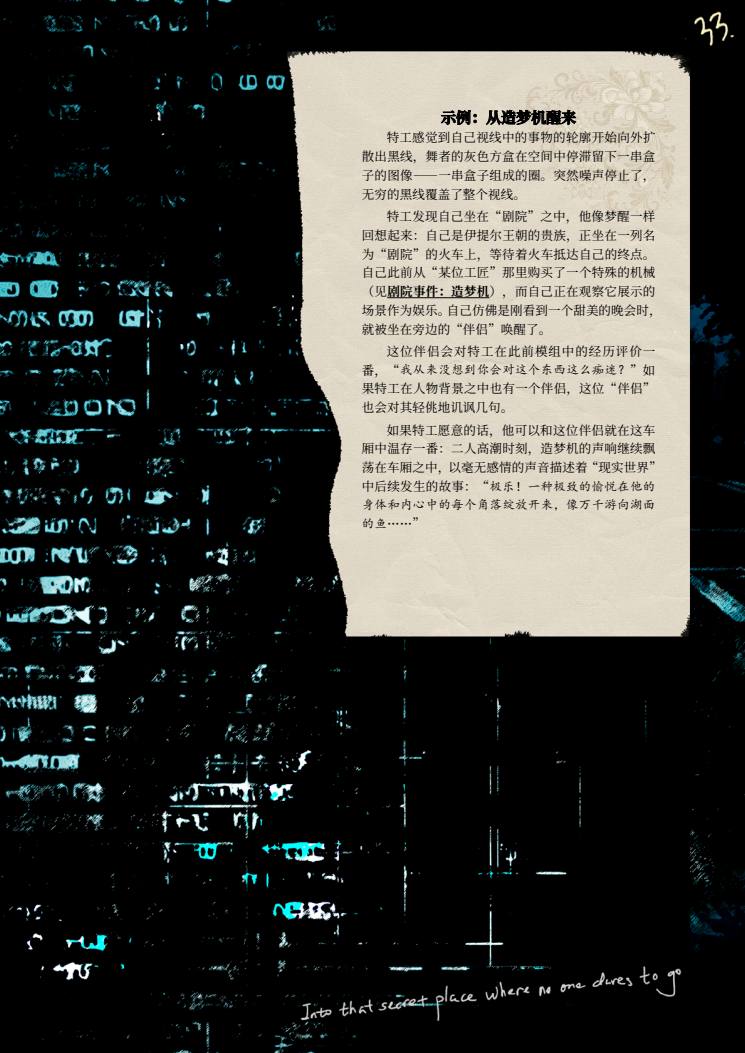 33.
示例：从造梦机醒来
特工感觉到自己视线中的事物的轮廓开始向外扩
散出黑线，舞者的灰色方盒在空间中停滞留下一串盒
子的图像——一串盒子组成的圈。突然噪声停止了，
无穷的黑线覆盖了整个视线。
特工发现自己坐在“剧院”之中，他像梦醒一样
回想起来：自己是伊提尔王朝的贵族，正坐在一列名
为“剧院”的火车上，等待着火车抵达自己的终点。
自己此前从“某位工匠”那里购买了一个特殊的机械
（见剧院事件：造梦机），而自己正在观察它展示的
场景作为娱乐。自己仿佛是刚看到一个甜美的晚会时，
就被坐在旁边的“伴侣”唤醒了。
这位伴侣会对特工在此前模组中的经历评价一
番，“我从来没想到你会对这个东西这么痴迷？”如
果特工在人物背景之中也有一个伴侣，这位“伴侣”
也会对其轻佻地讥讽几句。
如果特工愿意的话，他可以和这位伴侣就在这车
厢中温存一番：二人高潮时刻，造梦机的声响继续飘
荡在车厢之中，以毫无感情的声音描述着“现实世界”
中后续发生的故事：“极乐！一种极致的愉悦在他的
身体和内心中的每个角落绽放开来，像万千游向湖面
的鱼……”
Into that secret place where no one dares to go